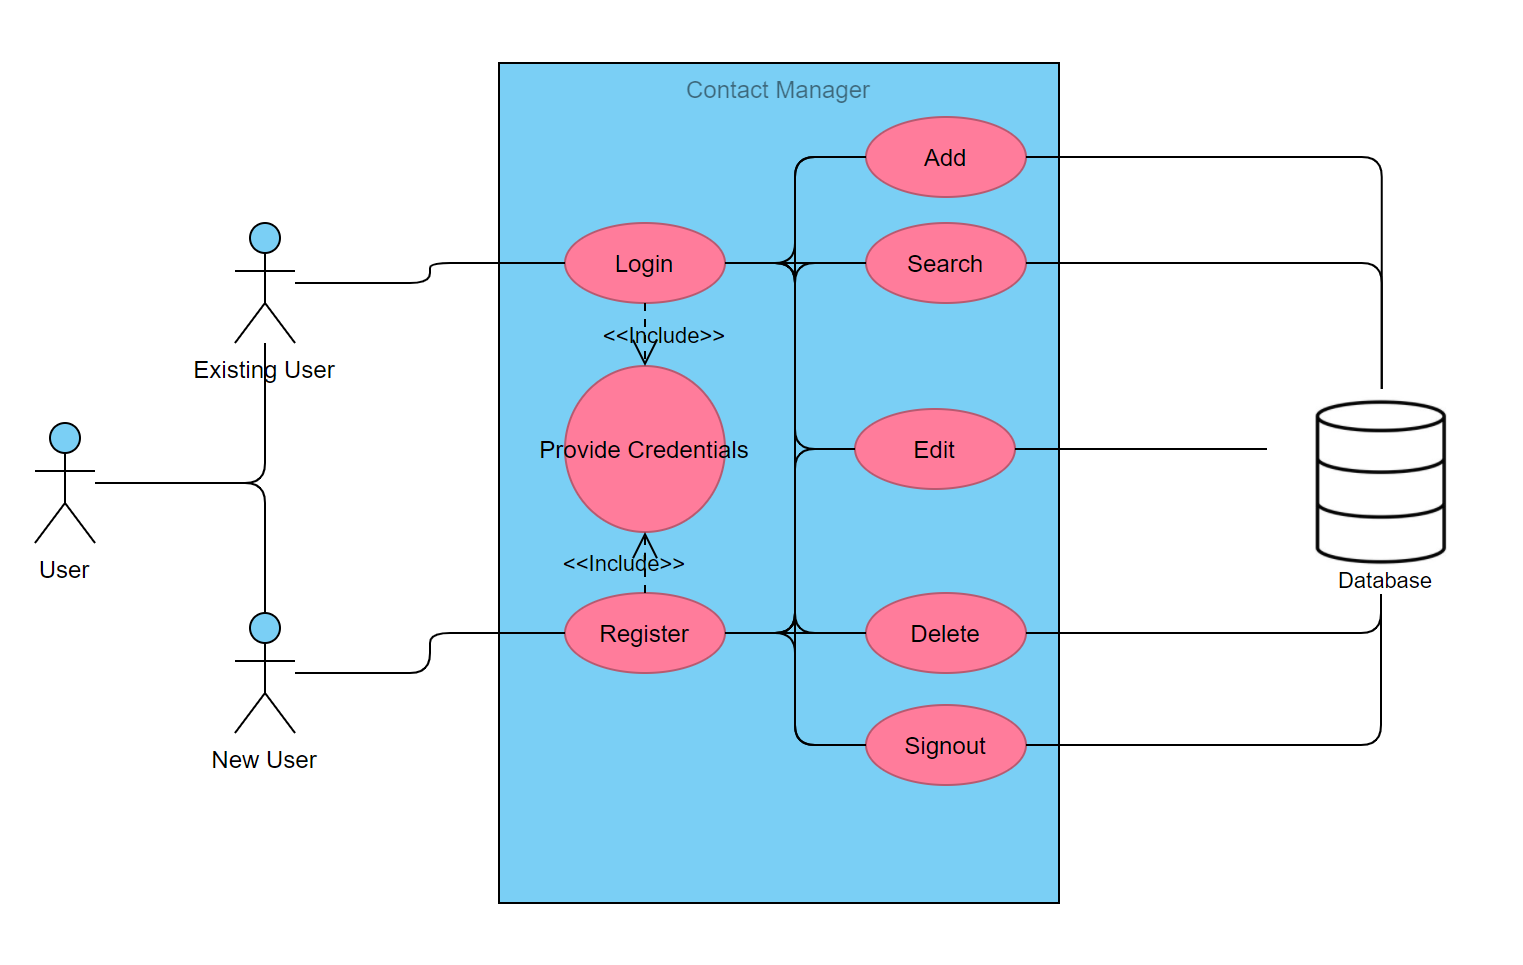 Contact Manager
Add
Login
Search
<<Include>>
Existing User
Provide Credentials
Edit
User
<<Include>>
Database
Register
Delete
New User
Signout